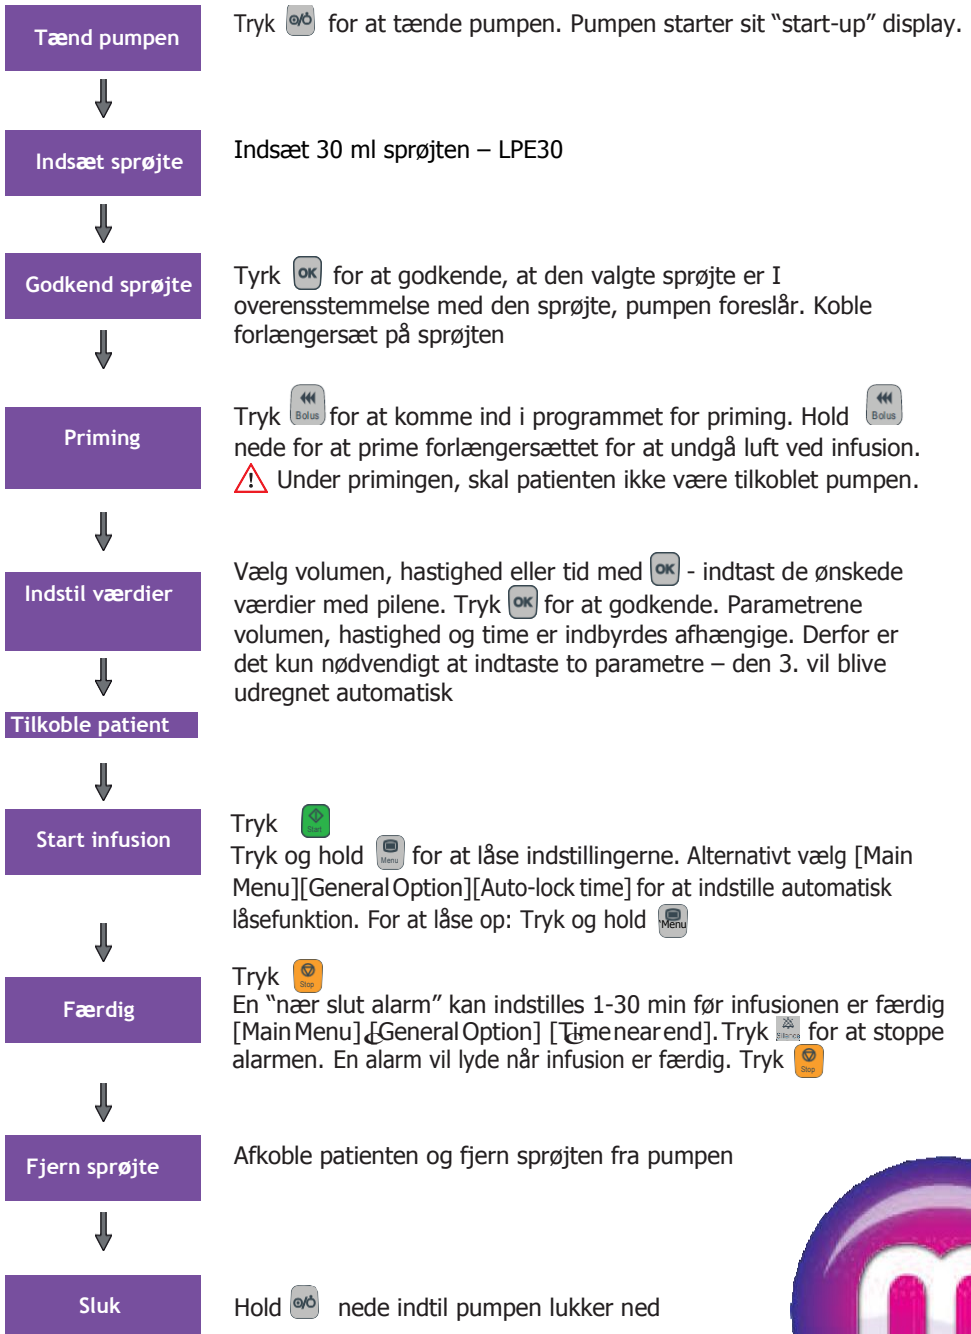 Tænd pumpen
Tryk for at tænde pumpen. Pumpen starter sit “start-up” display.
Indsæt sprøjte
Indsæt 30 ml sprøjten – LPE30
Godkend sprøjte
Tyrk OK for at godkende, at den valgte sprøjte er I
overensstemmelse med den sprøjte, pumpen foreslår. Koble
forlængersæt på sprøjten
Priming
Tryk Bolus for at komme ind i programmet for priming. Hold Bolus
nede for at prime forlængersættet for at undgå luft ved infusion.
! Under primingen, skal patienten ikke være tilkoblet pumpen.
Indstil værdier
Vælg volumen, hastighed eller tid med OK - indtast de ønskede
værdier med pilene. Tryk OK for at godkende. Parametrene
volumen, hastighed og time er indbyrdes afhængige. Derfor er
det kun nødvendigt at indtaste to parametre – den 3. vil blive
udregnet automatisk
Tilkoble patient
Start infusion
Tryk Start
Tryk og hold Menu for at låse indstillingerne. Alternativt vælg [Main
Menu][General Option][Auto-lock time] for at indstille automatisk
låsefunktion. For at låse op: Tryk og hold Menu
Færdig
Tryk Stop
En “nær slut alarm” kan indstilles 1-30 min før infusionen er færdig
[Main Menu] [General Option] [Time near end]. Tryk Silence for at stoppe
alarmen. En alarm vil lyde når infusion er færdig. Tryk Stop
Fjern sprøjte
Afkoble patienten og fjern sprøjten fra pumpen
Sluk
Hold nede indtil pumpen lukker ned
m